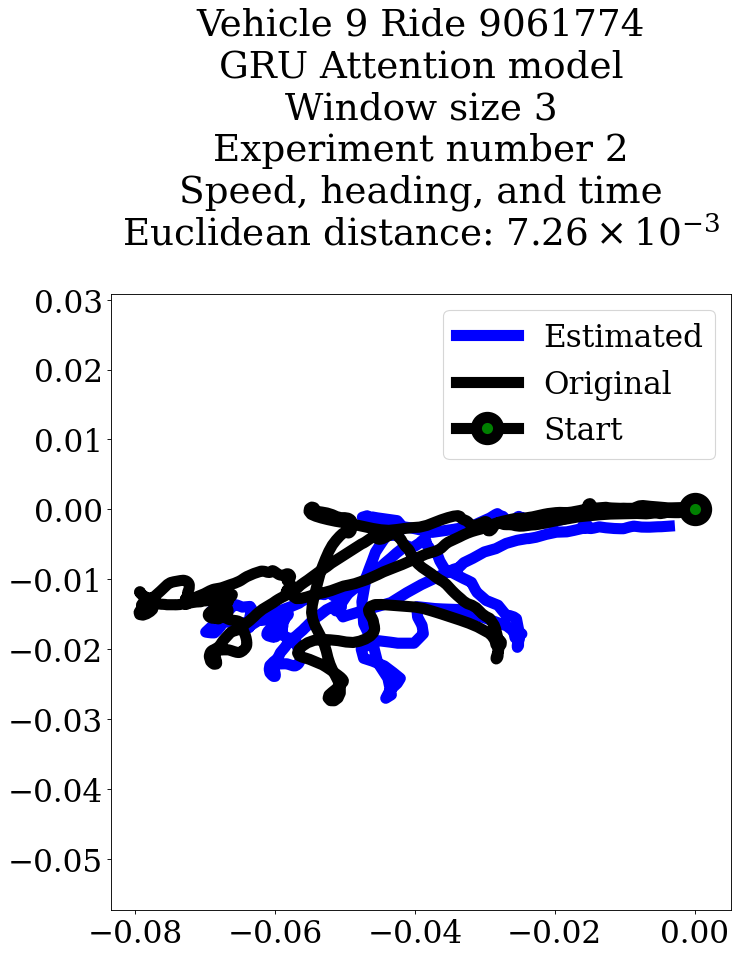 Vehicle 9 Ride 9061774
GRU Attention model
Window size 3
Experiment number 2
Speed, heading, and time
Euclidean distance: 7.26 × 10⁻³
Estimated
Original
Start
0.03
0.02
0.01
0.00
−0.01
−0.02
−0.03
−0.04
−0.05
−0.08 −0.06 −0.04 −0.02 0.00